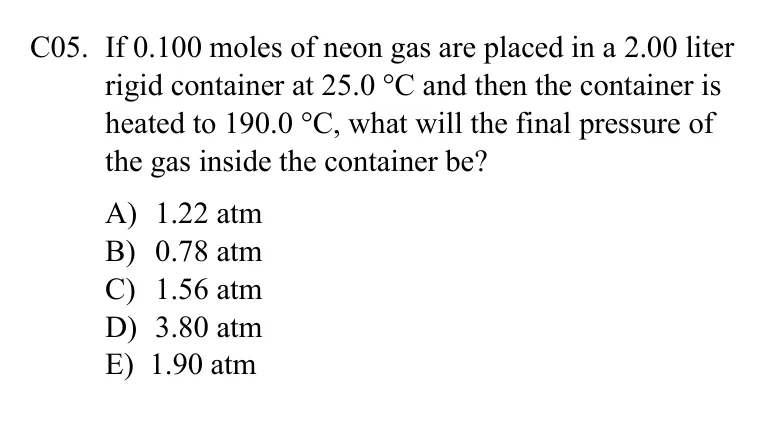 C05. If 0.100 moles of neon gas are placed in a 2.00 liter
rigid container at 25.0 °C and then the container is
heated to 190.0 °C, what will the final pressure of
the gas inside the container be?
A) 1.22 atm
B) 0.78 atm
C) 1.56 atm
D) 3.80 atm
E) 1.90 atm